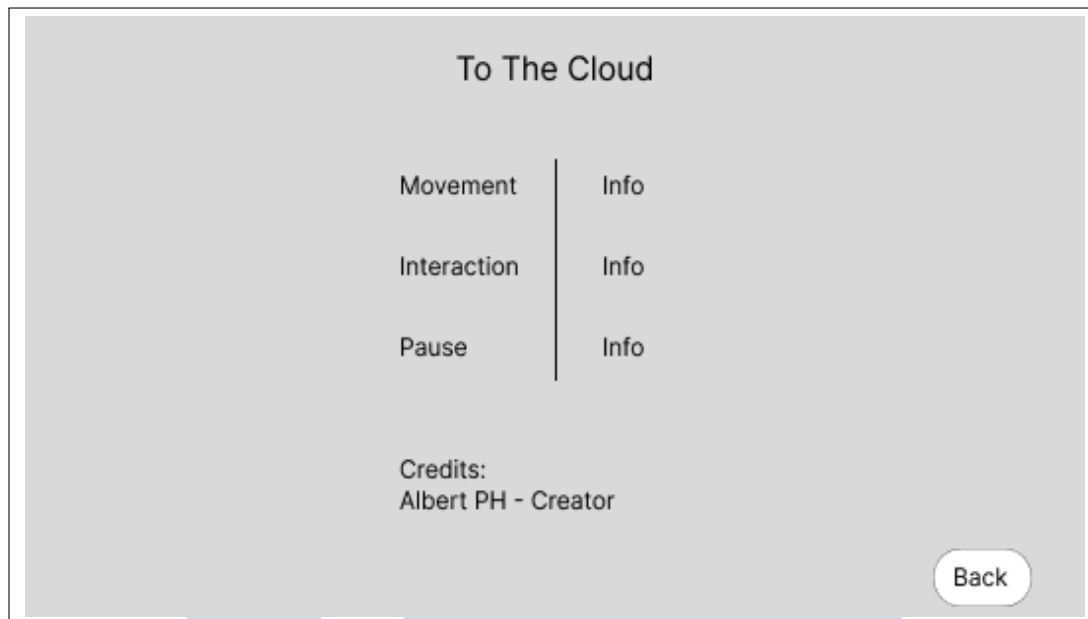 To The Cloud
Movement Info
Interaction Info
Pause Info
Credits:
Albert PH - Creator
Back